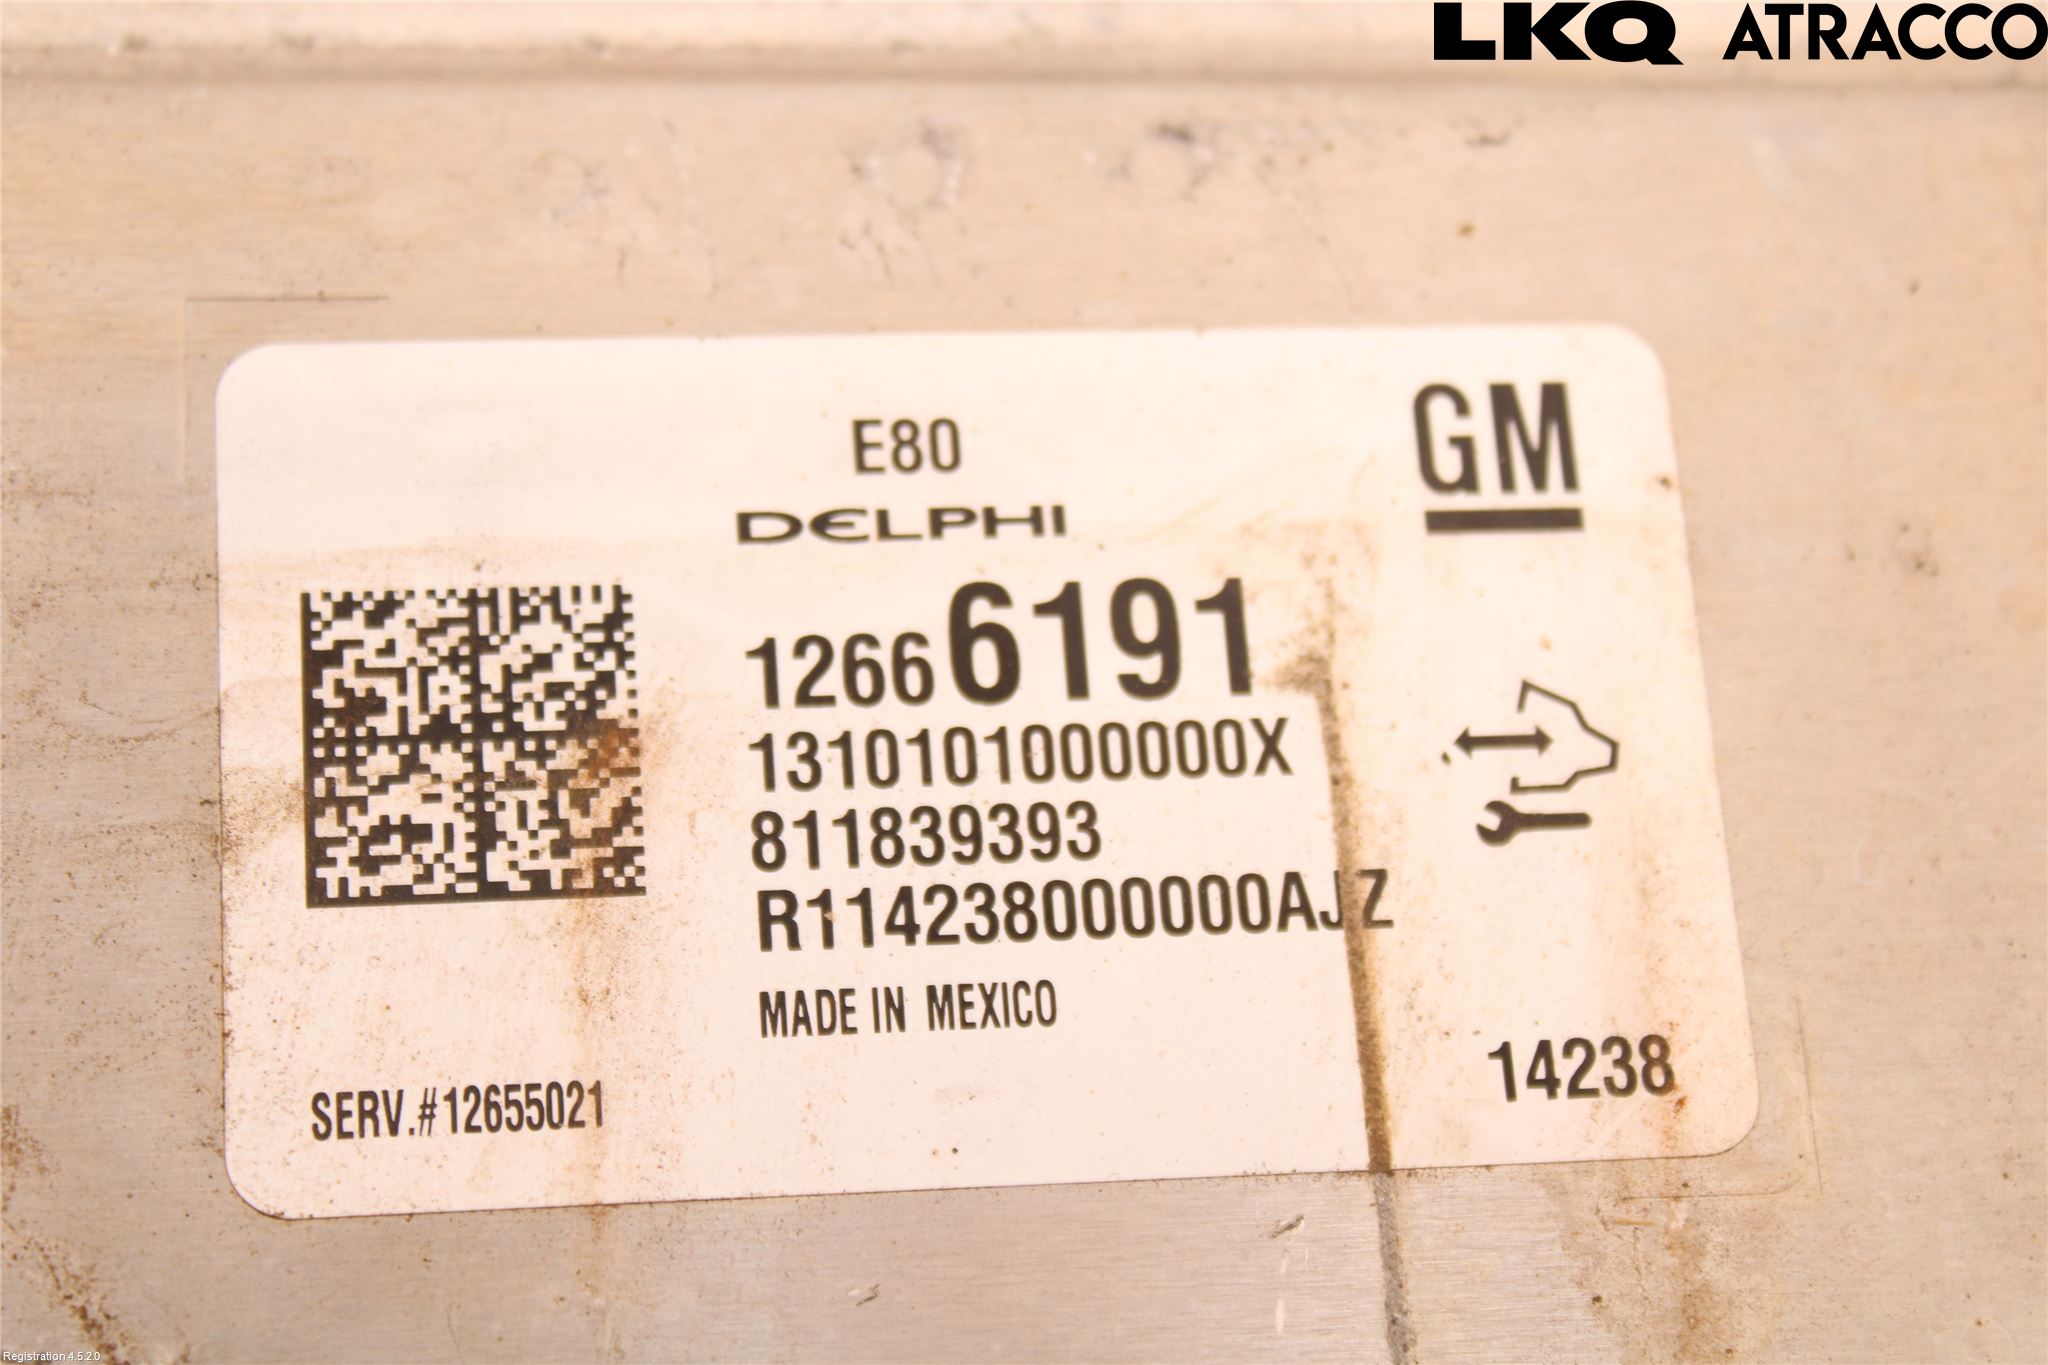 LKQ ATRACCO
E80
DELPHI
GM
12666191
1310101000000X
811839393
R114238000000AJZ
MADE IN MEXICO
14238
SERV.#12655021
Registration 4.5.2.0